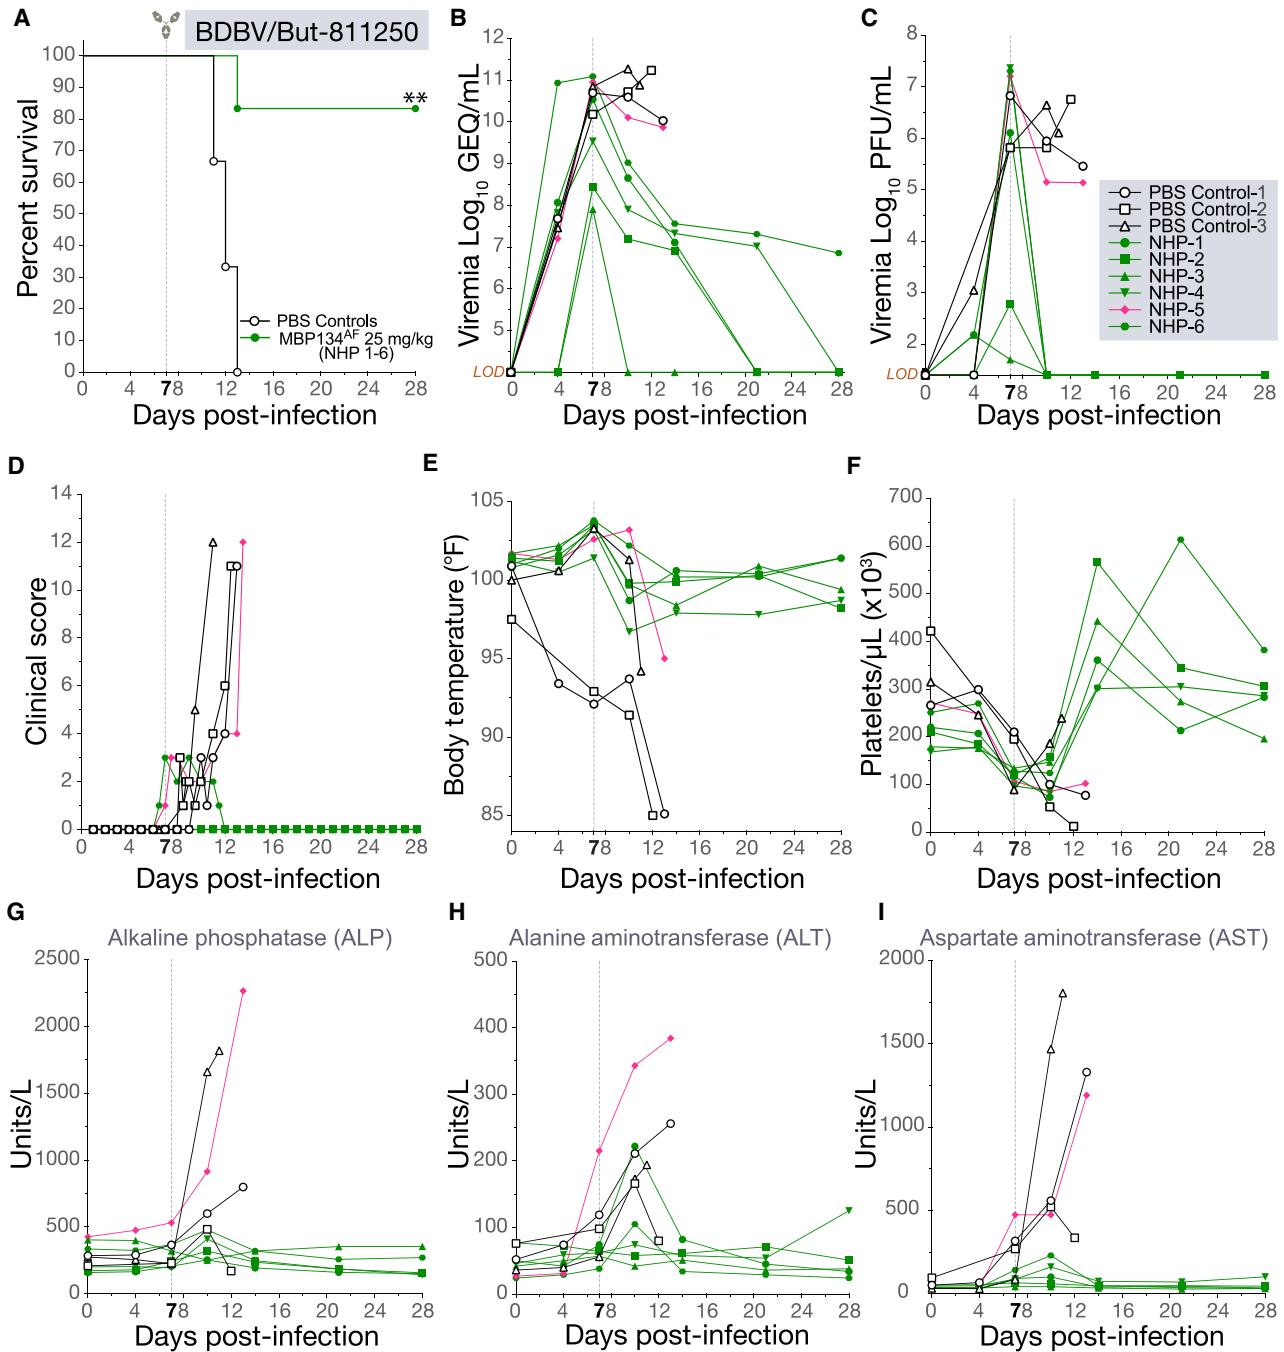 A
BDBV/But-811250
Percent survival
100
90
80
70
60
50
40
30
20
10
0
PBS Controls
MBP134AF 25 mg/kg
(NHP 1-6)
**
0 4 7 8 12 16 20 24 28
Days post-infection
B
Viremia Log10 GEQ/mL
12
11
10
9
8
7
6
5
LOD
0 4 7 8 12 16 20 24 28
Days post-infection
C
Viremia Log10 PFU/mL
8
7
6
5
4
3
2
LOD
0 4 7 8 12 16 20 24 28
Days post-infection
PBS Control-1
PBS Control-2
PBS Control-3
NHP-1
NHP-2
NHP-3
NHP-4
NHP-5
NHP-6
D
Clinical score
14
12
10
8
6
4
2
0
0 4 7 8 12 16 20 24 28
Days post-infection
E
Body temperature (°F)
105
100
95
90
85
0 4 7 8 12 16 20 24 28
Days post-infection
F
Platelets/µL (x10³)
700
600
500
400
300
200
100
0
0 4 7 8 12 16 20 24 28
Days post-infection
G
Alkaline phosphatase (ALP)
Units/L
2500
2000
1500
1000
500
0
0 4 7 8 12 16 20 24 28
Days post-infection
H
Alanine aminotransferase (ALT)
Units/L
500
400
300
200
100
0
0 4 7 8 12 16 20 24 28
Days post-infection
I
Aspartate aminotransferase (AST)
Units/L
2000
1500
1000
500
0
0 4 7 8 12 16 20 24 28
Days post-infection